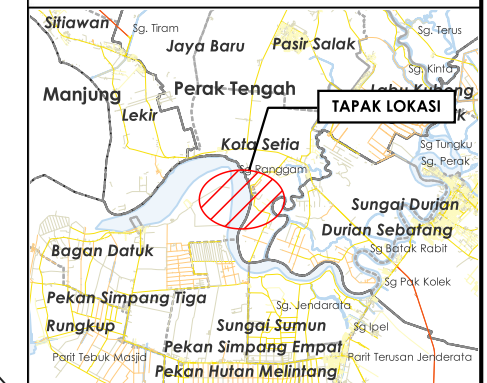 Sitiawan
Sg. Tiram
Sg. Terus
Jaya Baru
Pasir Salak
Sg. Kinta
Manjung
Perak Tengah
TAPAK LOKASI
Lekir
Kota Setia
Sg Tungku
Sg. Perak
Sg Ranggam
Sungai Durian
Durian Sebatang
Bagan Datuk
Sg Batak Rabit
Sg Pak Kolek
Pekan Simpang Tiga
Sg. Jendarata
Rungkup
Sungai Sumun
Sg Ipel
Pekan Simpang Empat
Parit Tebuk Masjid
Parit Terusan Jenderata
Pekan Hutan Melintang